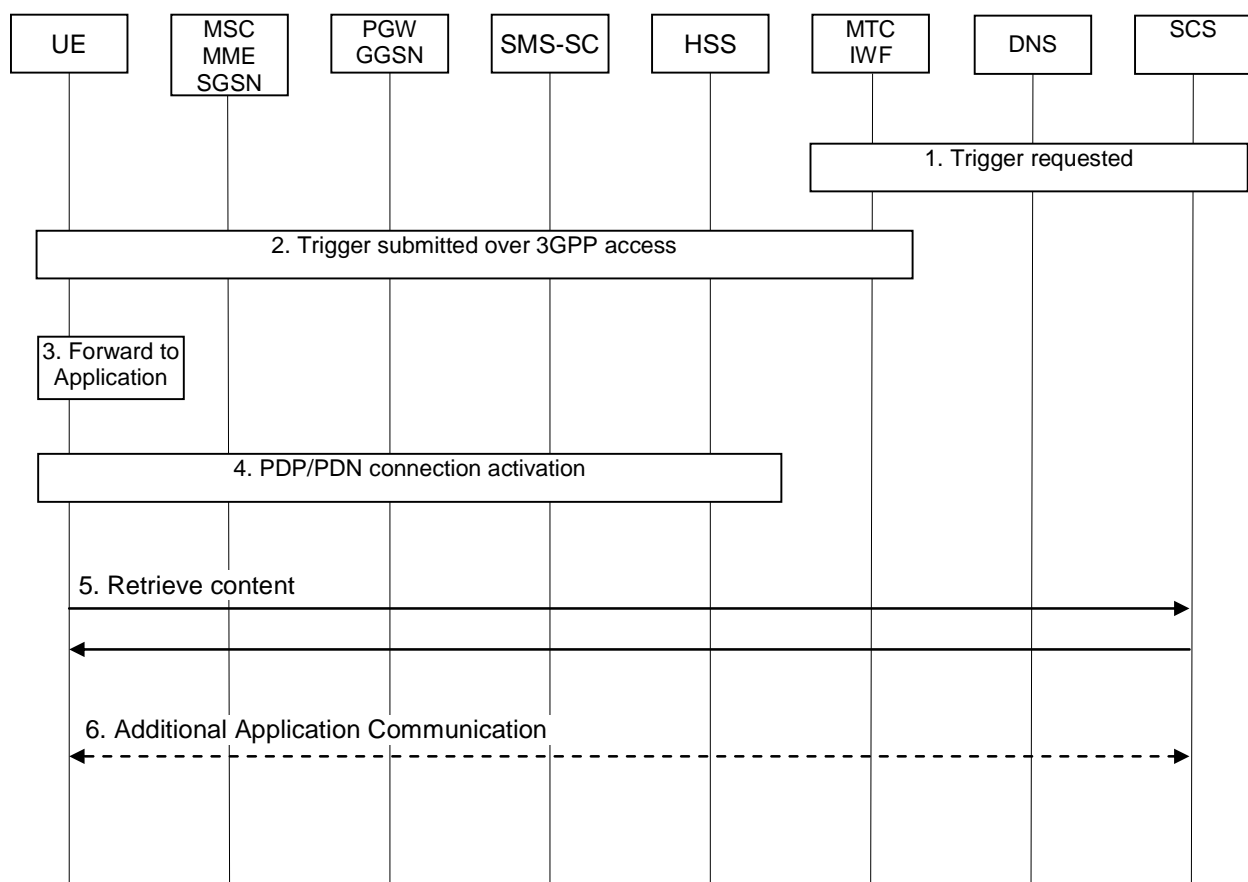 UE
MSC
MME
SGSN
PGW
GGSN
SMS-SC
HSS
MTC
IWF
DNS
SCS
1. Trigger requested
2. Trigger submitted over 3GPP access
3. Forward to
Application
4. PDP/PDN connection activation
5. Retrieve content
6. Additional Application Communication